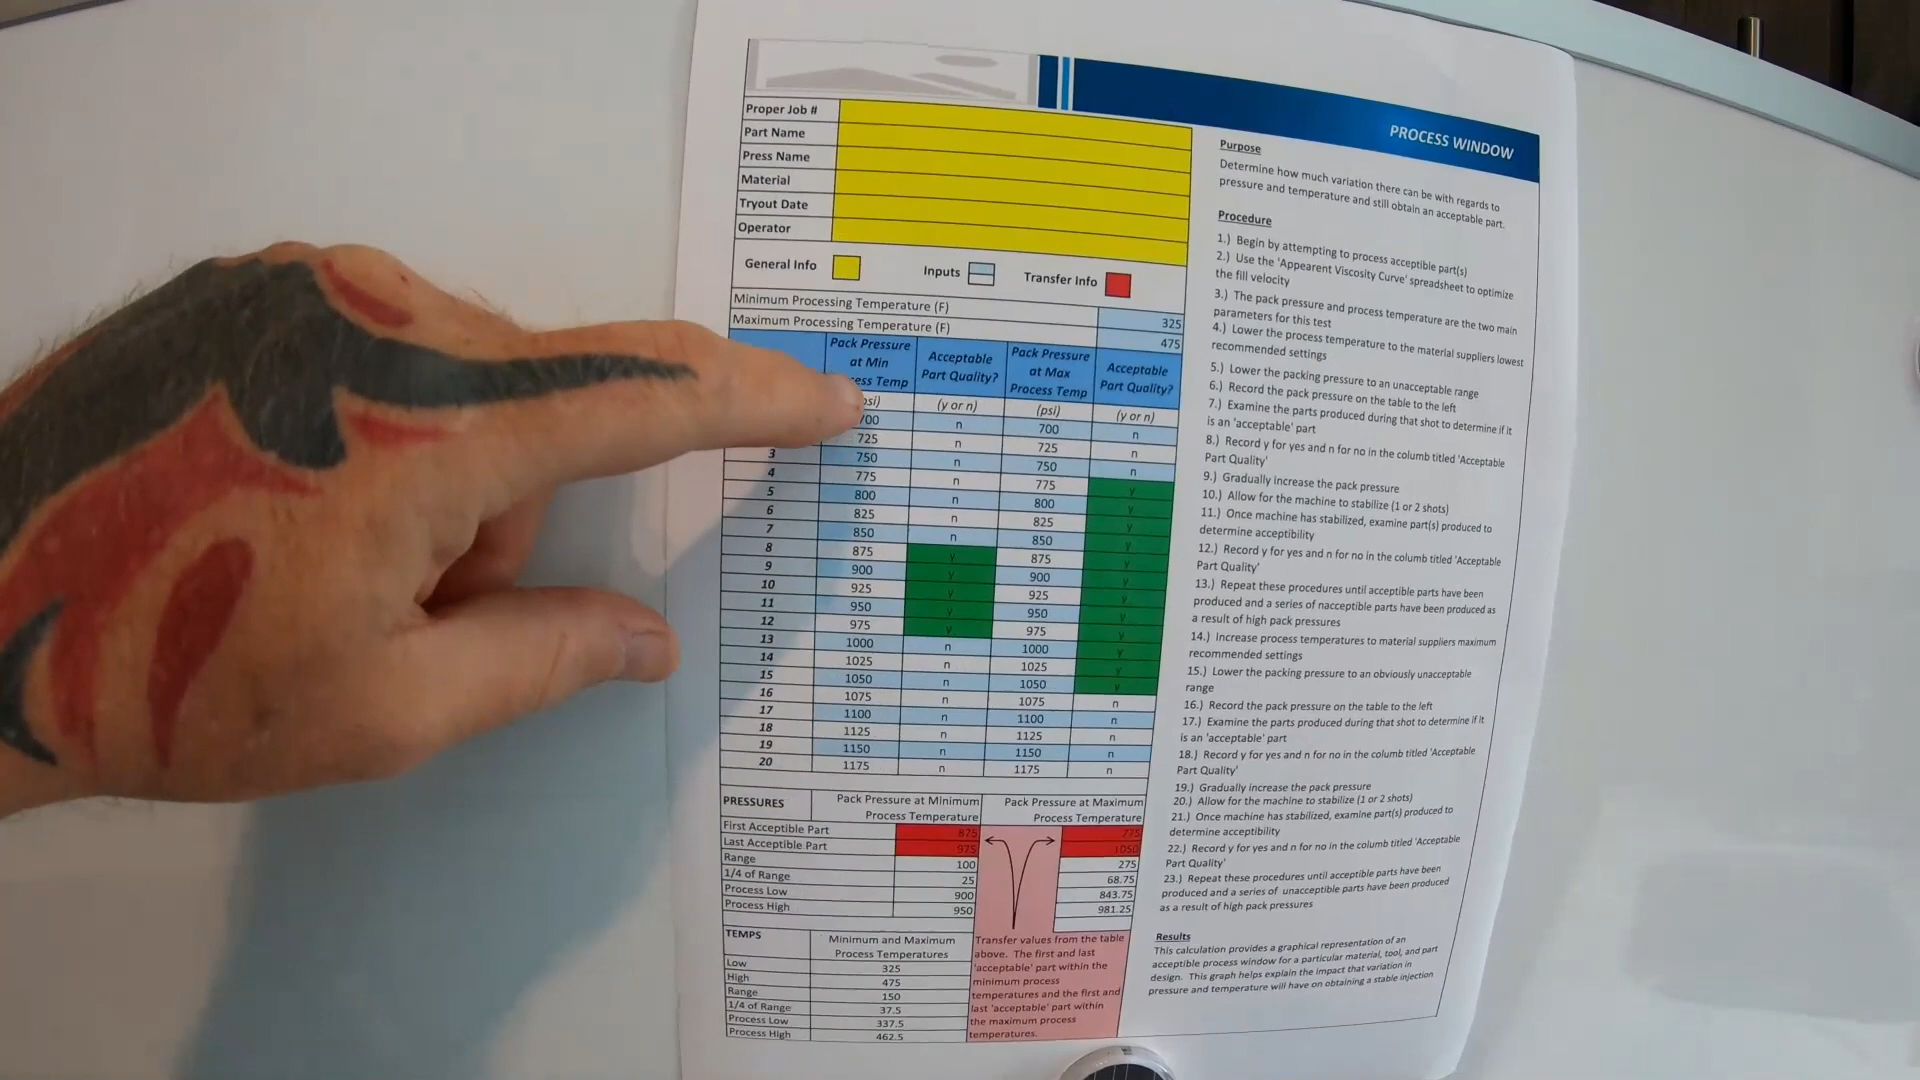 PROCESS WINDOW
Proper Job #
Part Name
Press Name
Material
Tryout Date
Operator
General Info Inputs Transfer Info
Minimum Processing Temperature (F) 325
Maximum Processing Temperature (F) 475
Pack Pressure at Min ess Temp Acceptable Part Quality? Pack Pressure at Max Process Temp Acceptable Part Quality?
psi) (y or n) (psi) (y or n)
700 n 700 n
725 n 725 n
3 750 n 750 n
4 775 n 775 y
5 800 n 800 y
6 825 n 825 y
7 850 n 850 y
8 875 y 875 y
9 900 y 900 y
10 925 y 925 y
11 950 y 950 y
12 975 y 975 y
13 1000 n 1000 y
14 1025 n 1025 y
15 1050 n 1050 y
16 1075 n 1075 n
17 1100 n 1100 n
18 1125 n 1125 n
19 1150 n 1150 n
20 1175 n 1175 n
PRESSURES Pack Pressure at Minimum Process Temperature Pack Pressure at Maximum Process Temperature
First Acceptible Part 875 775
Last Acceptible Part 975 1050
Range 100 275
1/4 of Range 25 68.75
Process Low 900 843.75
Process High 950 981.25
TEMPS Minimum and Maximum Process Temperatures
Low 325
High 475
Range 150
1/4 of Range 37.5
Process Low 337.5
Process High 462.5
Transfer values from the table
above. The first and last
'acceptable' part within the
minimum process
temperatures and the first and
last 'acceptable' part within
the maximum process
temperatures.
Purpose
Determine how much variation there can be with regards to
pressure and temperature and still obtain an acceptable part.
Procedure
1.) Begin by attempting to process acceptible part(s)
2.) Use the 'Appearent Viscosity Curve' spreadsheet to optimize
the fill velocity
3.) The pack pressure and process temperature are the two main
parameters for this test
4.) Lower the process temperature to the material suppliers lowest
recommended settings
5.) Lower the packing pressure to an unacceptable range
6.) Record the pack pressure on the table to the left
7.) Examine the parts produced during that shot to determine if it
is an 'acceptable' part
8.) Record y for yes and n for no in the columb titled 'Acceptable
Part Quality'
9.) Gradually increase the pack pressure
10.) Allow for the machine to stabilize (1 or 2 shots)
11.) Once machine has stabilized, examine part(s) produced to
determine acceptibility
12.) Record y for yes and n for no in the columb titled 'Acceptable
Part Quality'
13.) Repeat these procedures until acceptible parts have been
produced and a series of nacceptible parts have been produced as
a result of high pack pressures
14.) Increase process temperatures to material suppliers maximum
recommended settings
15.) Lower the packing pressure to an obviously unacceptable
range
16.) Record the pack pressure on the table to the left
17.) Examine the parts produced during that shot to determine if it
is an 'acceptable' part
18.) Record y for yes and n for no in the columb titled 'Acceptable
Part Quality'
19.) Gradually increase the pack pressure
20.) Allow for the machine to stabilize (1 or 2 shots)
21.) Once machine has stabilized, examine part(s) produced to
determine acceptibility
22.) Record y for yes and n for no in the columb titled 'Acceptable
Part Quality'
23.) Repeat these procedures until acceptible parts have been
produced and a series of unacceptible parts have been produced
as a result of high pack pressures
Results
This calculation provides a graphical representation of an
acceptible process window for a particular material, tool, and part
design. This graph helps explain the impact that variation in
pressure and temperature will have on obtaining a stable injection